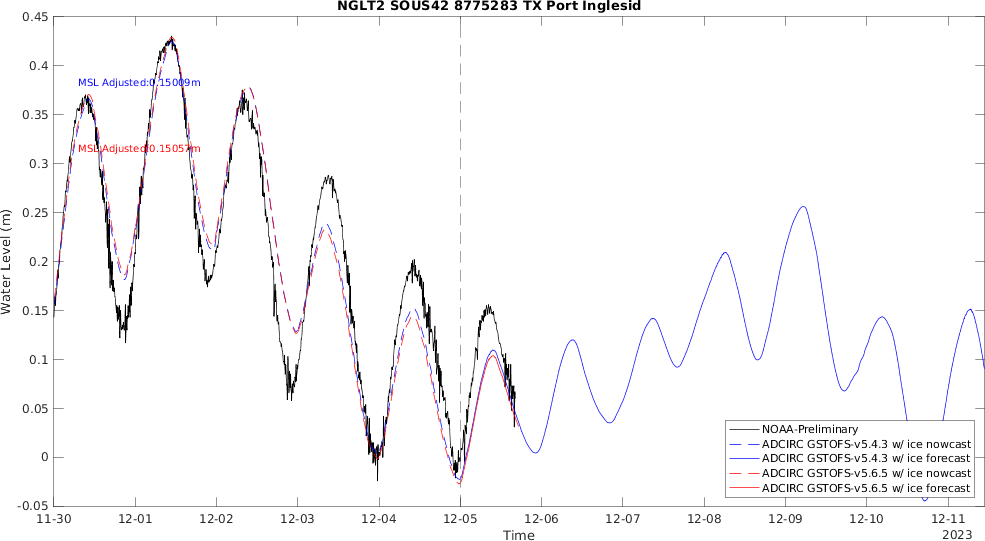 NGLT2 SOUS42 8775283 TX Port Inglesid
0.45
0.4
0.35
0.3
0.25
0.2
0.15
0.1
0.05
0
-0.05
Water Level (m)
MSL Adjusted:0.15009m
MSL Adjusted:0.15057m
NOAA-Preliminary
ADCIRC GSTOFS-v5.4.3 w/ ice nowcast
ADCIRC GSTOFS-v5.4.3 w/ ice forecast
ADCIRC GSTOFS-v5.6.5 w/ ice nowcast
ADCIRC GSTOFS-v5.6.5 w/ ice forecast
11-30 12-01 12-02 12-03 12-04 12-05 12-06 12-07 12-08 12-09 12-10 12-11
Time
2023